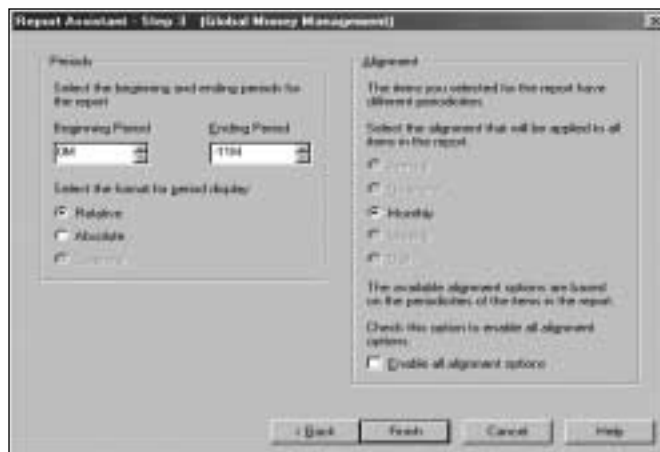 Report Assistant - Step 3 (Global Money Management)
Periods
Select the beginning and ending periods for
the report
Beginning Period
Ending Period
0M
-11M
Select the format for period display
Relative
Absolute
Alignment
The items you selected for the report have
different periodicities.
Select the alignment that will be applied to all
items in the report.
Monthly
The available alignment options are based
on the periodicities of the items in the report.
Check this option to enable all alignment
options.
Enable all alignment options
< Back
Finish
Cancel
Help